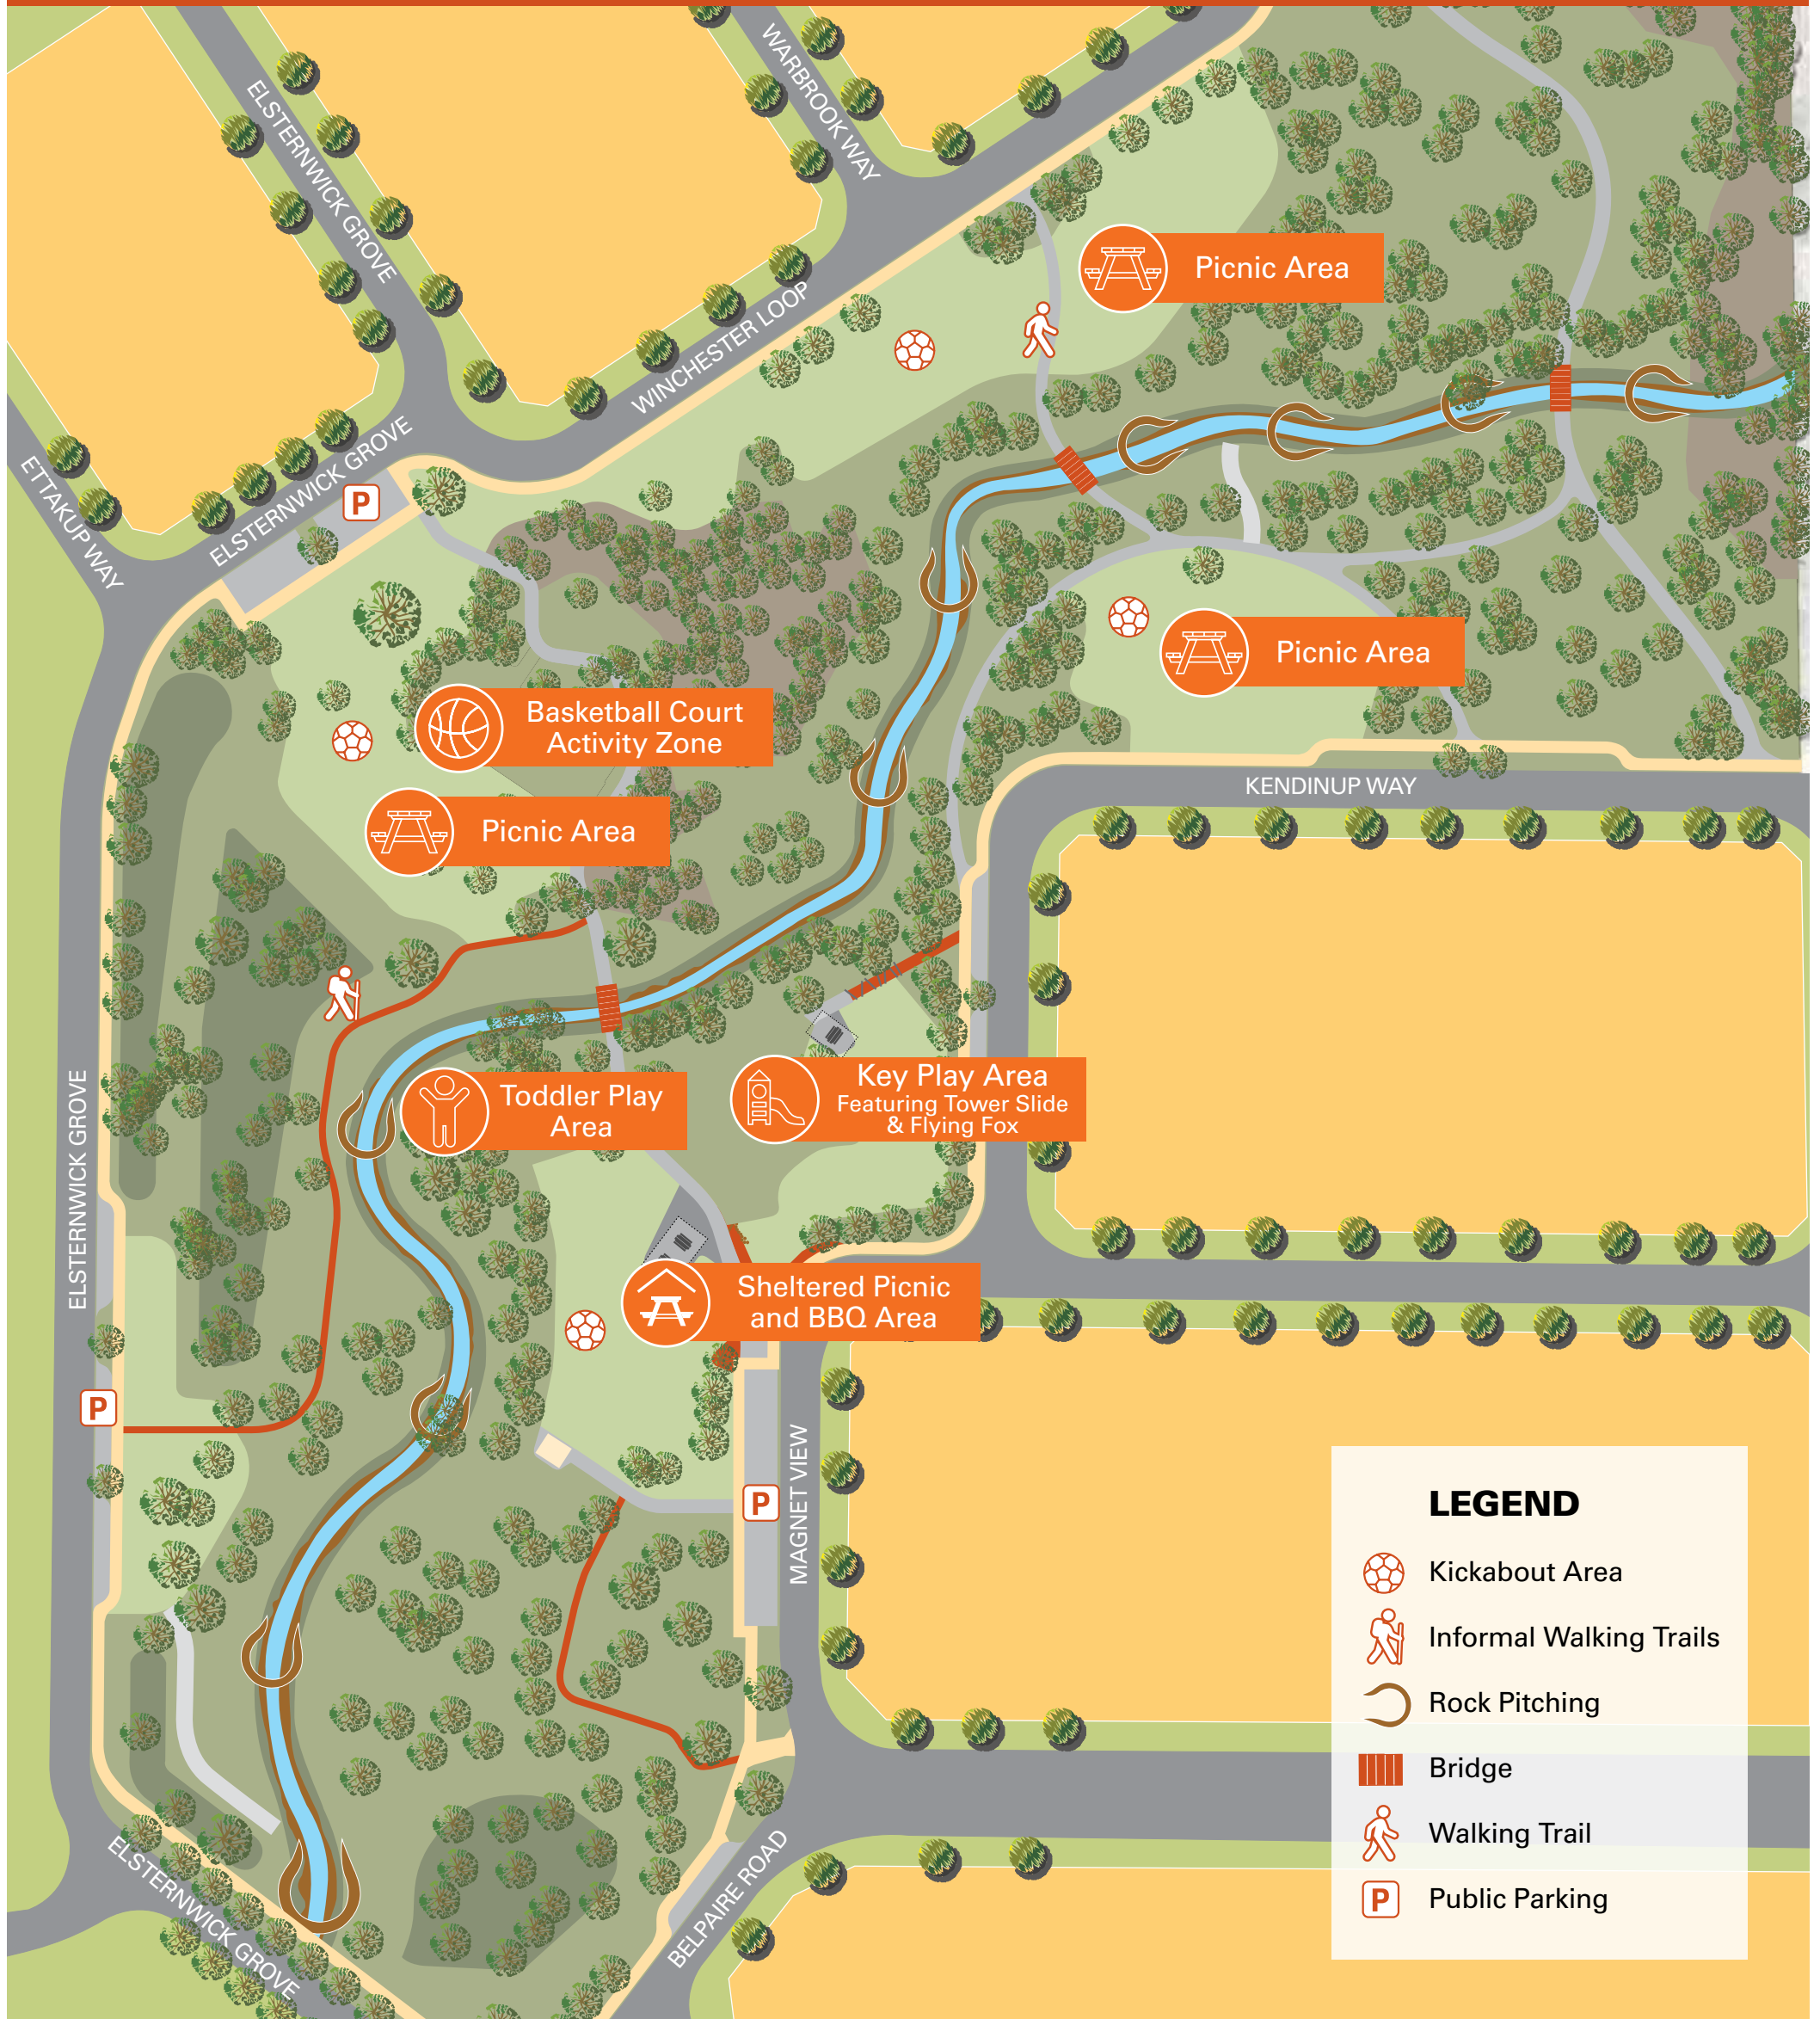 ELSTERNWICK GROVE
WARBROOK WAY
WINCHESTER LOOP
Picnic Area
ETTAKUP WAY
ELSTERNWICK GROVE
P
Picnic Area
Basketball Court
Activity Zone
KENDINUP WAY
Picnic Area
Toddler Play
Area
Key Play Area
Featuring Tower Slide
& Flying Fox
ELSTERNWICK GROVE
Sheltered Picnic
and BBQ Area
P
MAGNET VIEW
P
ELSTERNWICK GROVE
BELPAIRE ROAD
LEGEND
Kickabout Area
Informal Walking Trails
Rock Pitching
Bridge
Walking Trail
P Public Parking